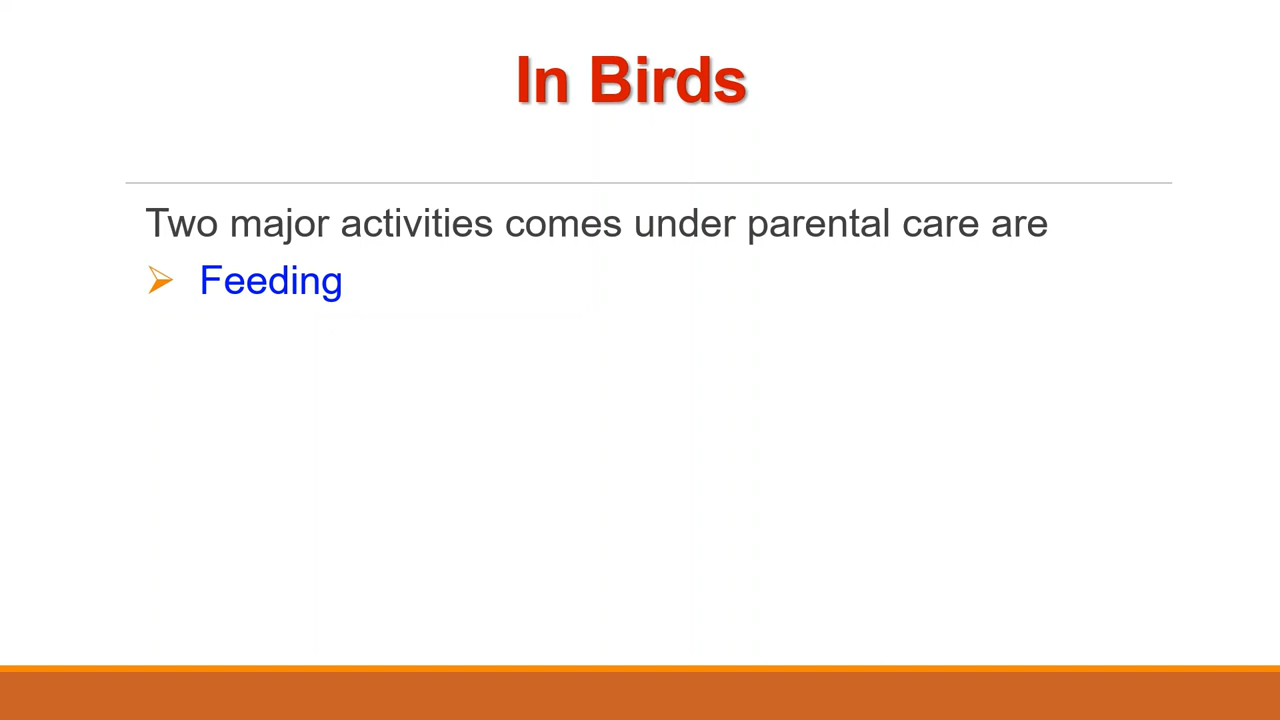 In Birds
Two major activities comes under parental care are
Feeding